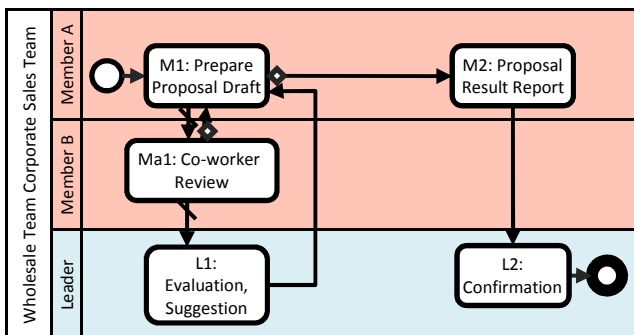 Wholesale Team Corporate Sales Team
Member A
M1: Prepare
Proposal Draft
M2: Proposal
Result Report
Member B
Ma1: Co-worker
Review
Leader
L1:
Evaluation,
Suggestion
L2:
Confirmation